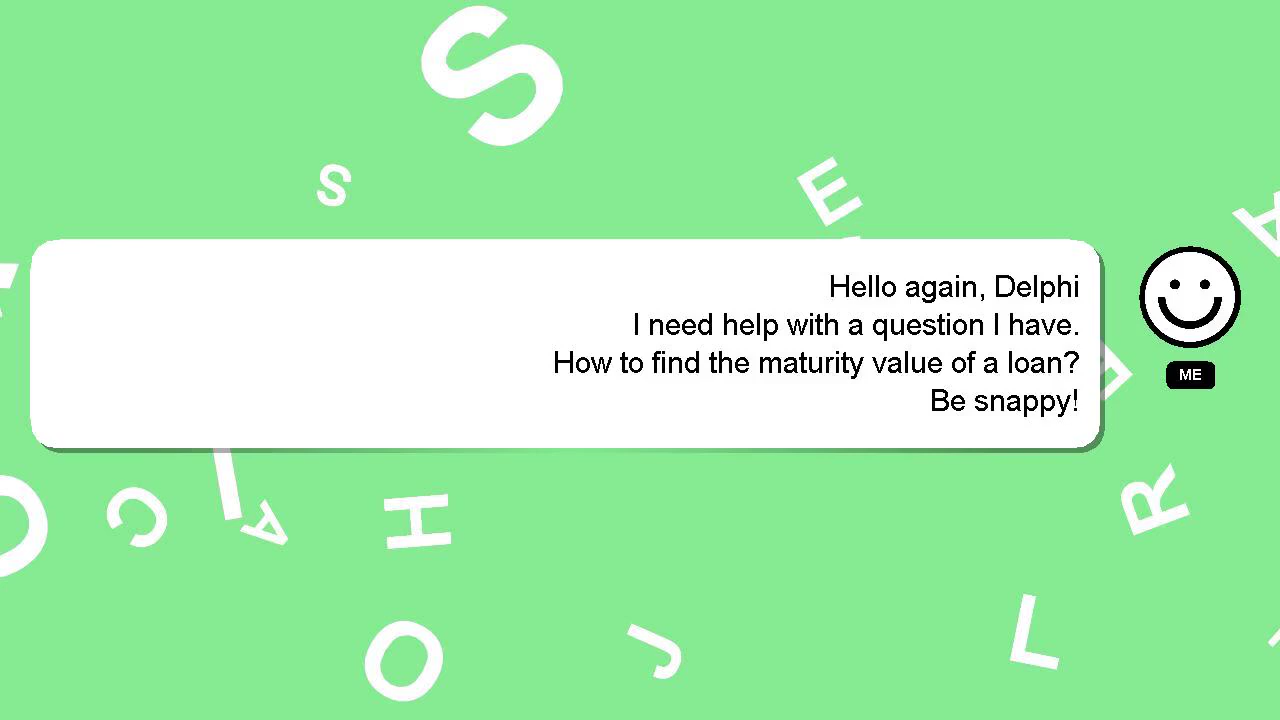 S
S
E
A
Hello again, Delphi
I need help with a question I have.
How to find the maturity value of a loan?
Be snappy!
ME
C
A
H
R
O
J
L